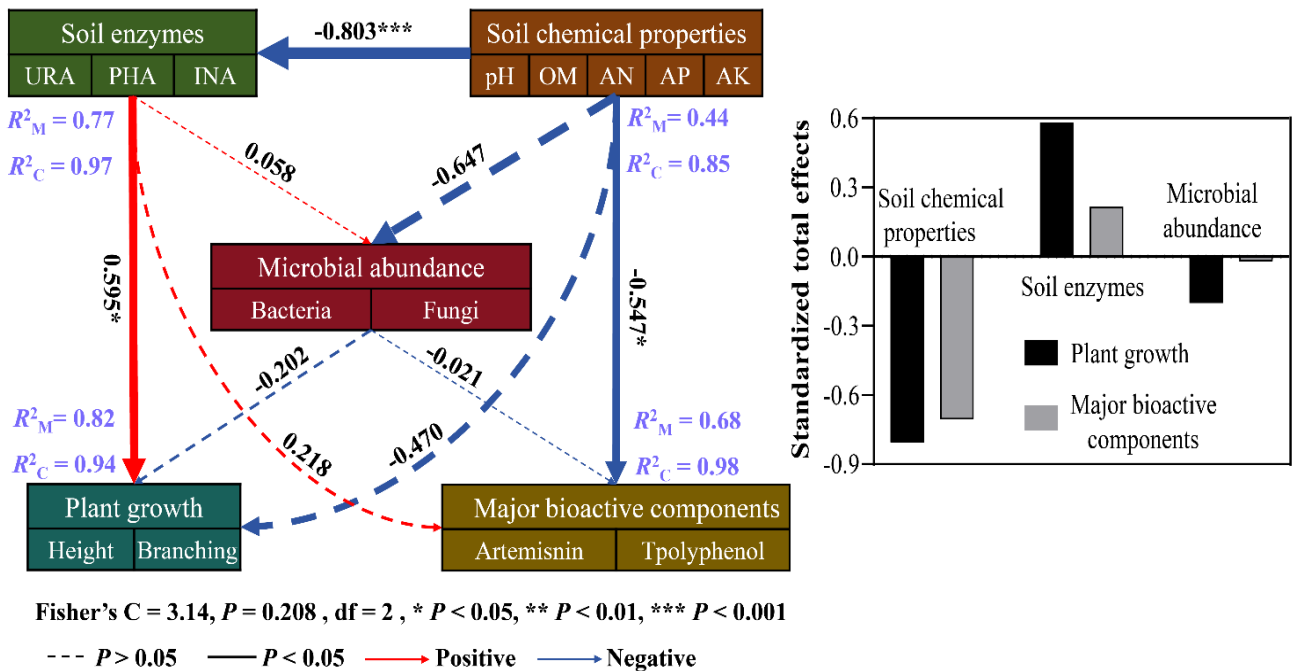 Soil enzymes
URA PHA INA
-0.803***
Soil chemical properties
pH OM AN AP AK
R²M = 0.77
R²C = 0.97
R²M = 0.44
R²C = 0.85
0.058
-0.647
0.595*
-0.547*
Microbial abundance
Bacteria Fungi
-0.202
-0.021
-0.470
0.218
R²M = 0.82
R²C = 0.94
R²M = 0.68
R²C = 0.98
Plant growth
Height Branching
Major bioactive components
Artemisnin Tpolyphenol
Fisher's C = 3.14, P = 0.208 , df = 2 , * P < 0.05, ** P < 0.01, *** P < 0.001
P > 0.05 P < 0.05 Positive Negative
Standardized total effects
0.6
0.3
0.0
-0.3
-0.6
-0.9
Soil chemical
properties
Soil enzymes
Microbial
abundance
Plant growth
Major bioactive
components